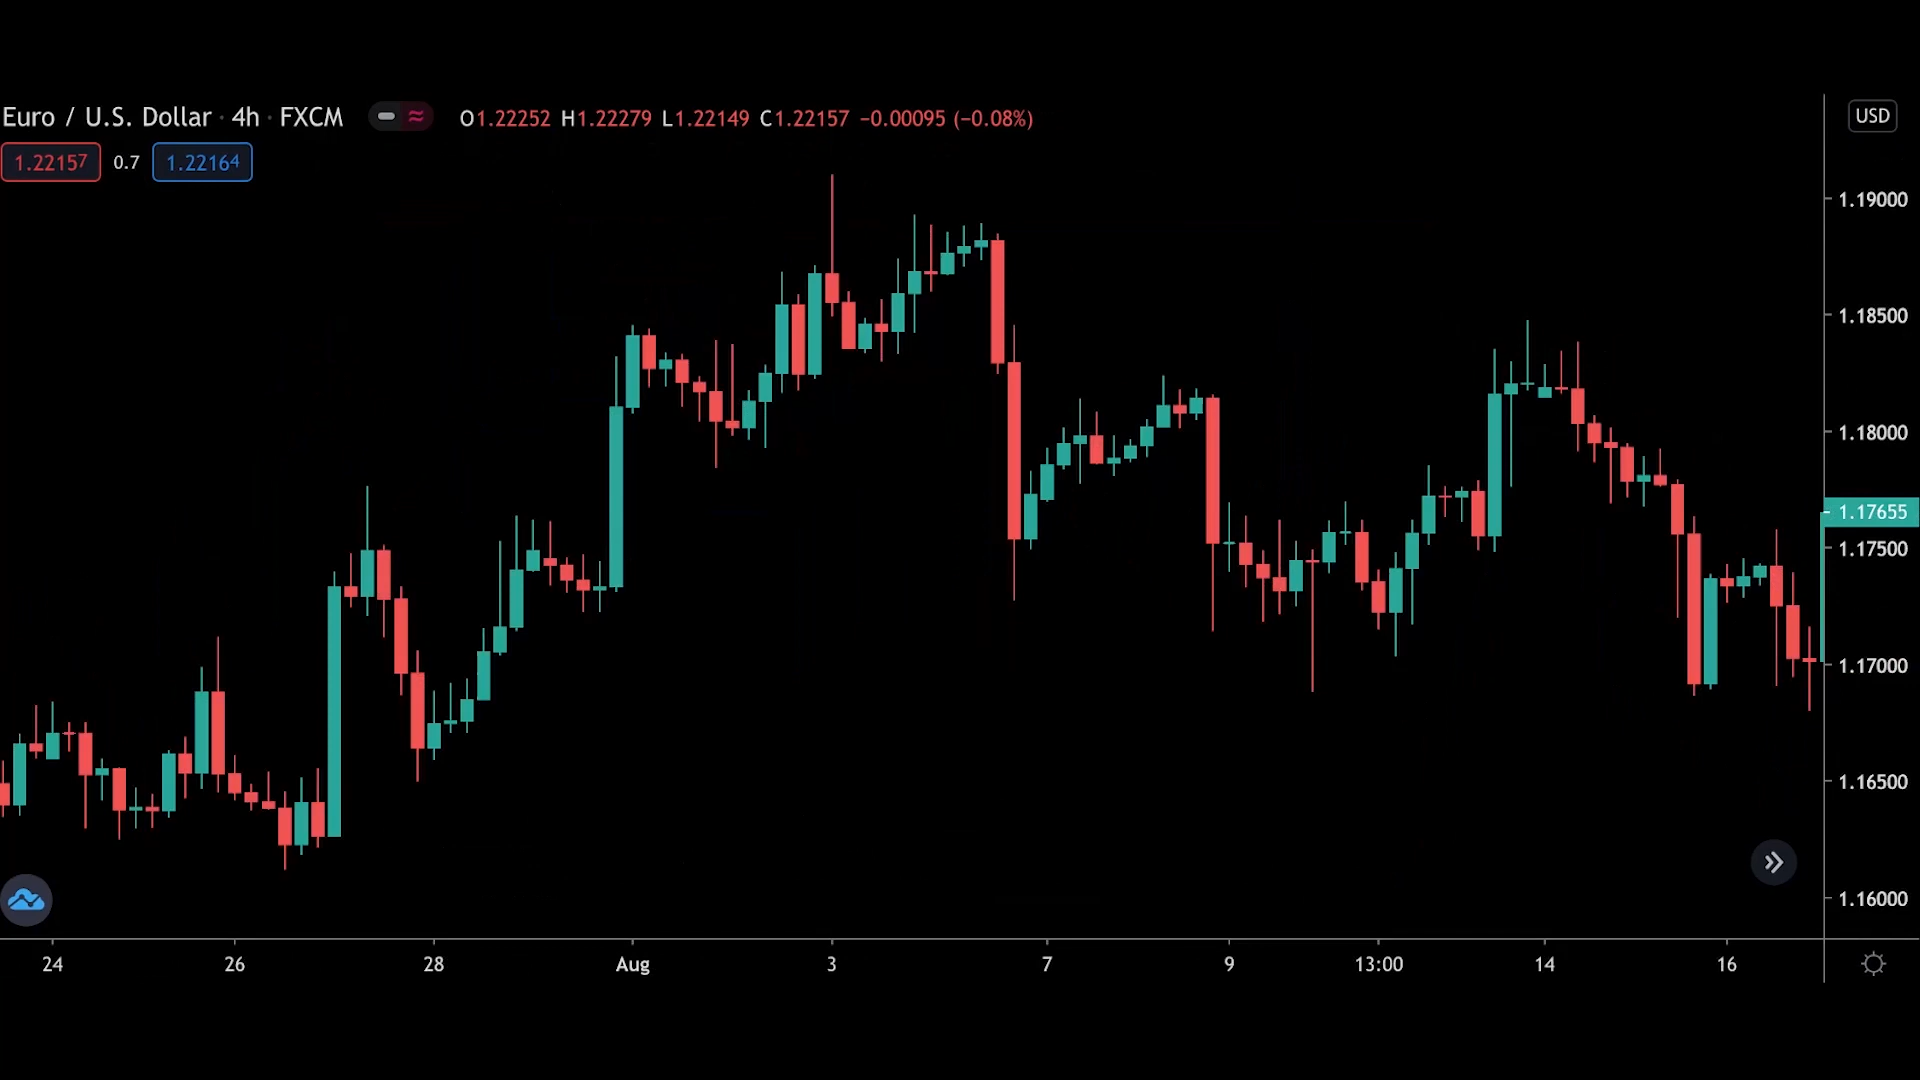 Euro / U.S. Dollar · 4h · FXCM O1.22252 H1.22279 L1.22149 C1.22157 −0.00095 (−0.08%) USD
1.22157 0.7 1.22164
1.19000
1.18500
1.18000
1.17655
1.17500
1.17000
1.16500
1.16000
24 26 28 Aug 3 7 9 13:00 14 16